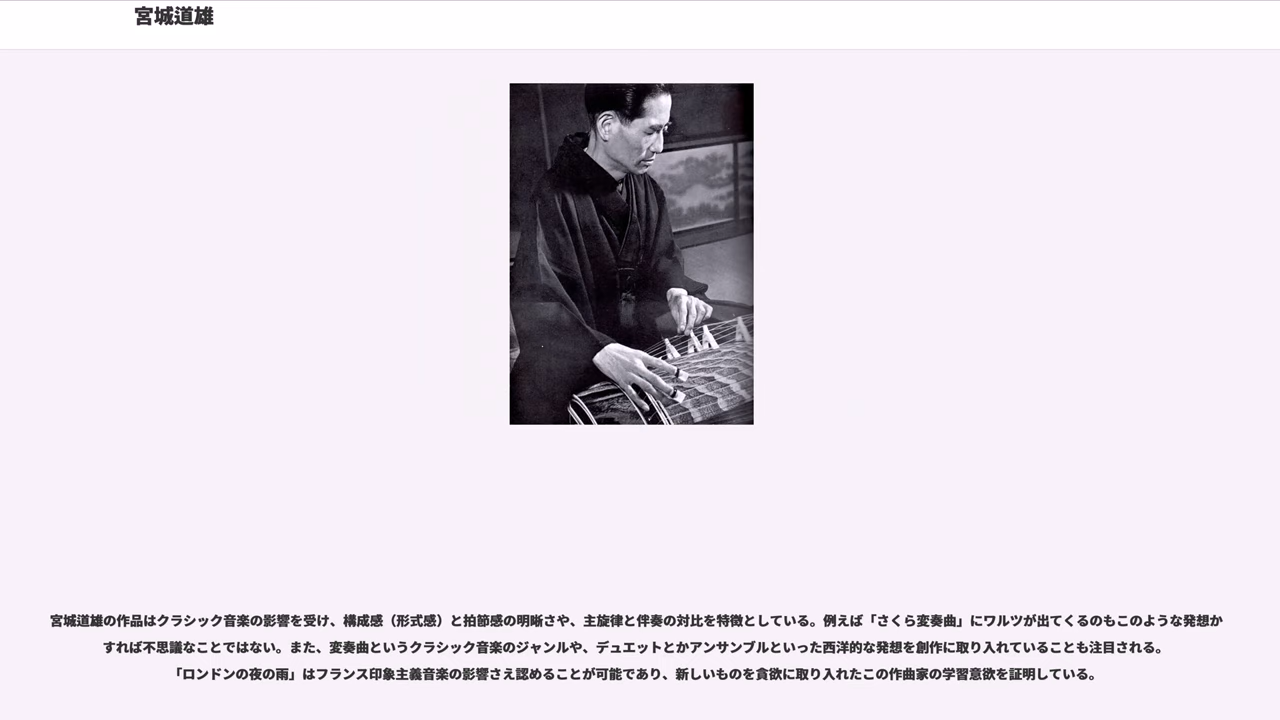 宮城道雄
宮城道雄の作品はクラシック音楽の影響を受け、構成感（形式感）と拍節感の明晰さや、主旋律と伴奏の対比を特徴としている。例えば「さくら変奏曲」にワルツが出てくるのもこのような発想か
すれば不思議なことではない。また、変奏曲というクラシック音楽のジャンルや、デュエットとかアンサンブルといった西洋的な発想を創作に取り入れていることも注目される。
「ロンドンの夜の雨」はフランス印象主義音楽の影響さえ認めることが可能であり、新しいものを貪欲に取り入れたこの作曲家の学習意欲を証明している。